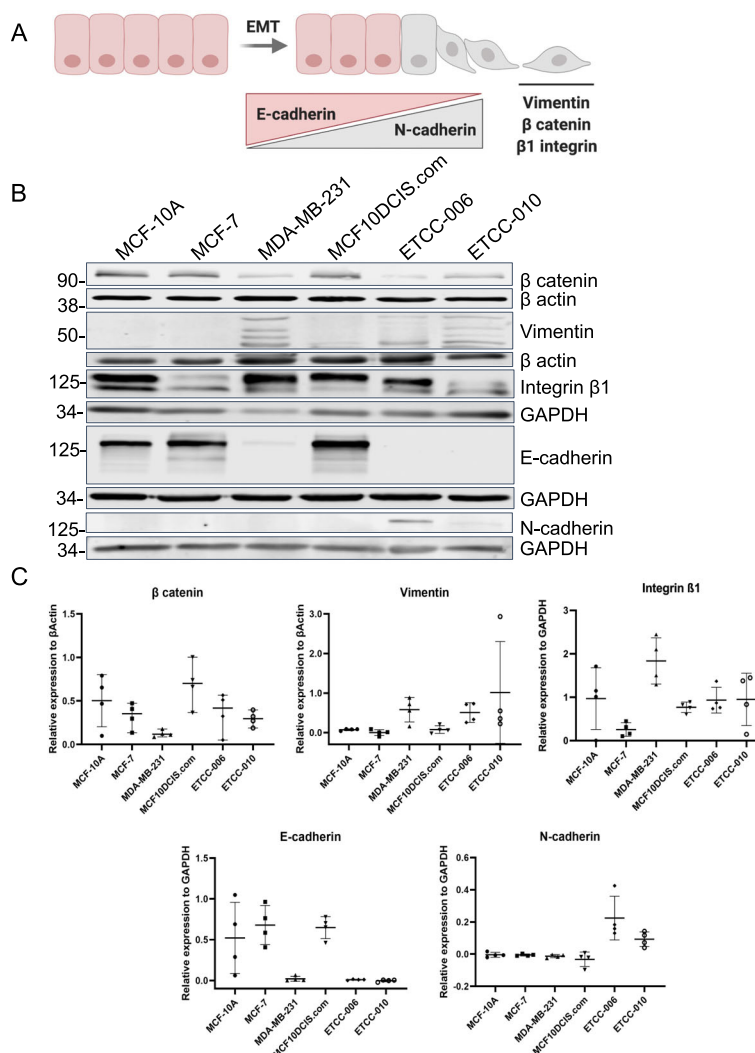 A
EMT
E-cadherin
N-cadherin
Vimentin
β catenin
β1 integrin
B
MCF-10A
MCF-7
MDA-MB-231
MCF10DCIS.com
ETCC-006
ETCC-010
90- β catenin
38- β actin
50- Vimentin
β actin
125- Integrin β1
34- GAPDH
125- E-cadherin
34- GAPDH
125- N-cadherin
34- GAPDH
C
β catenin
Relative expression to βActin
1.5
1.0
0.5
0.0
MCF-10A
MCF-7
MDA-MB-231
MCF10DCIS.com
ETCC-006
ETCC-010
Vimentin
Relative expression to βActin
3.0
2.0
1.0
0.0
MCF-10A
MCF-7
MDA-MB-231
MCF10DCIS.com
ETCC-006
ETCC-010
Integrin ß1
Relative expression to GAPDH
3
2
1
0
MCF-10A
MCF-7
MDA-MB-231
MCF10DCIS.com
ETCC-006
ETCC-010
E-cadherin
Relative expression to GAPDH
1.5
1.0
0.5
0.0
MCF-10A
MCF-7
MDA-MB-231
MCF10DCIS.com
ETCC-006
ETCC-010
N-cadherin
Relative expression to GAPDH
0.6
0.4
0.2
0.0
-0.2
MCF-10A
MCF-7
MDA-MB-231
MCF10DCIS.com
ETCC-006
ETCC-010